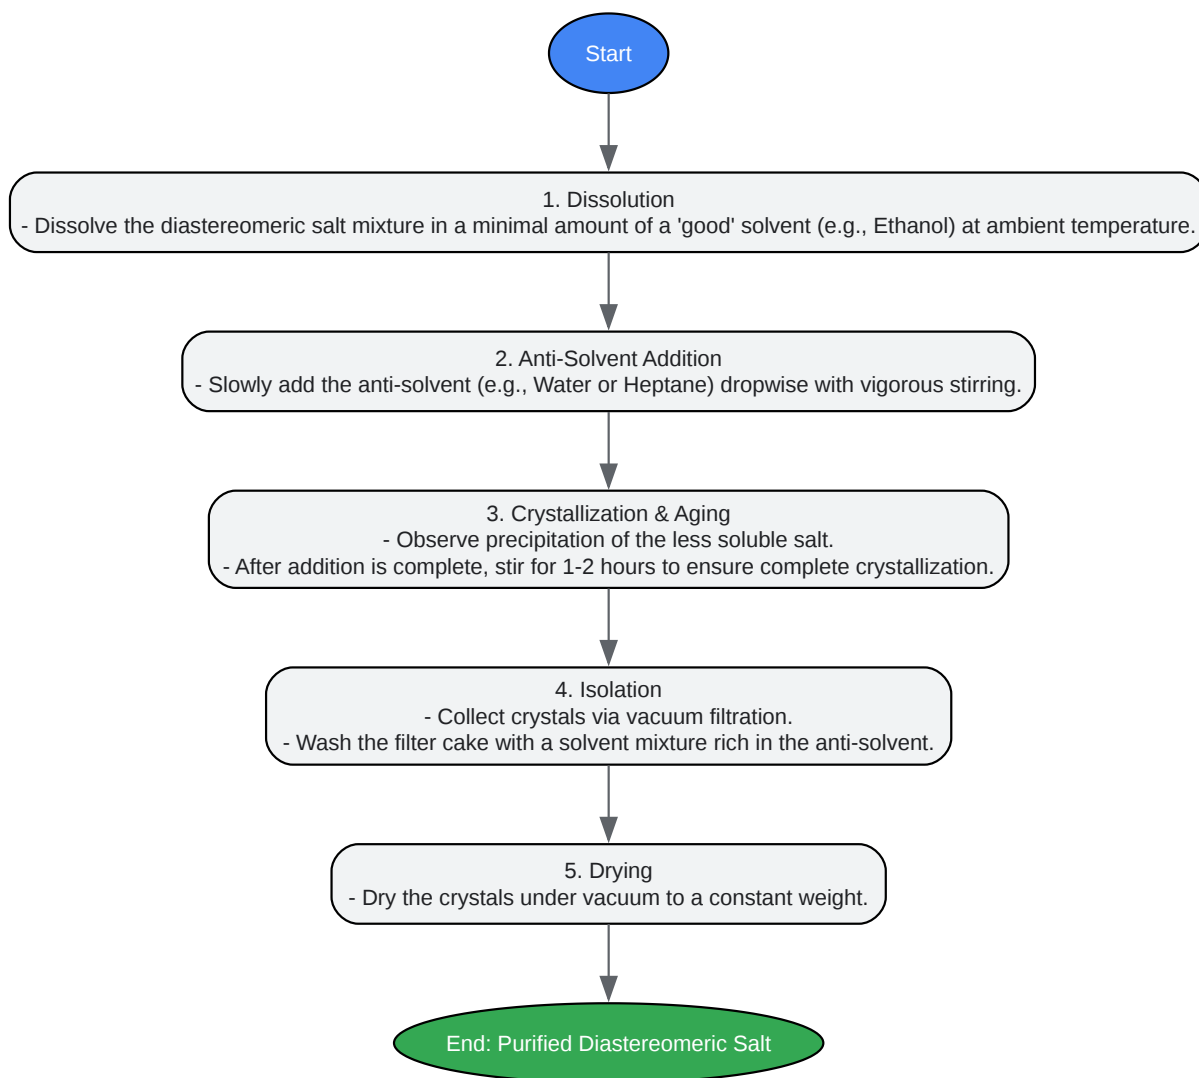 Start
1. Dissolution
- Dissolve the diastereomeric salt mixture in a minimal amount of a 'good' solvent (e.g., Ethanol) at ambient temperature.
2. Anti-Solvent Addition
- Slowly add the anti-solvent (e.g., Water or Heptane) dropwise with vigorous stirring.
3. Crystallization & Aging
- Observe precipitation of the less soluble salt.
- After addition is complete, stir for 1-2 hours to ensure complete crystallization.
4. Isolation
- Collect crystals via vacuum filtration.
- Wash the filter cake with a solvent mixture rich in the anti-solvent.
5. Drying
- Dry the crystals under vacuum to a constant weight.
End: Purified Diastereomeric Salt